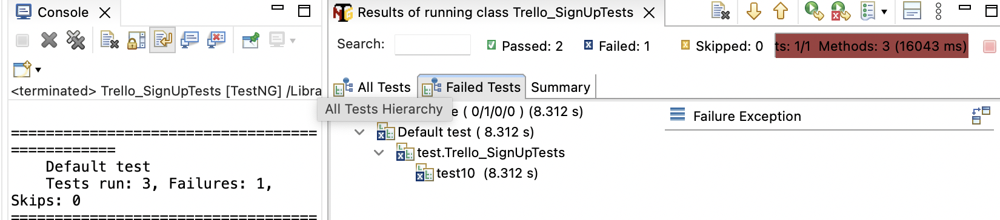 Console
<terminated> Trello_SignUpTests [TestNG] /Libra
=================================
============
Default test
Tests run: 3, Failures: 1,
Skips: 0
=================================
Results of running class Trello_SignUpTests
Search:
Passed: 2
Failed: 1
Skipped: 0
ts: 1/1 Methods: 3 (16043 ms)
All Tests
Failed Tests
Summary
All Tests Hierarchy
e ( 0/1/0/0 ) (8.312 s)
Default test ( 8.312 s)
test.Trello_SignUpTests
test10 (8.312 s)
Failure Exception